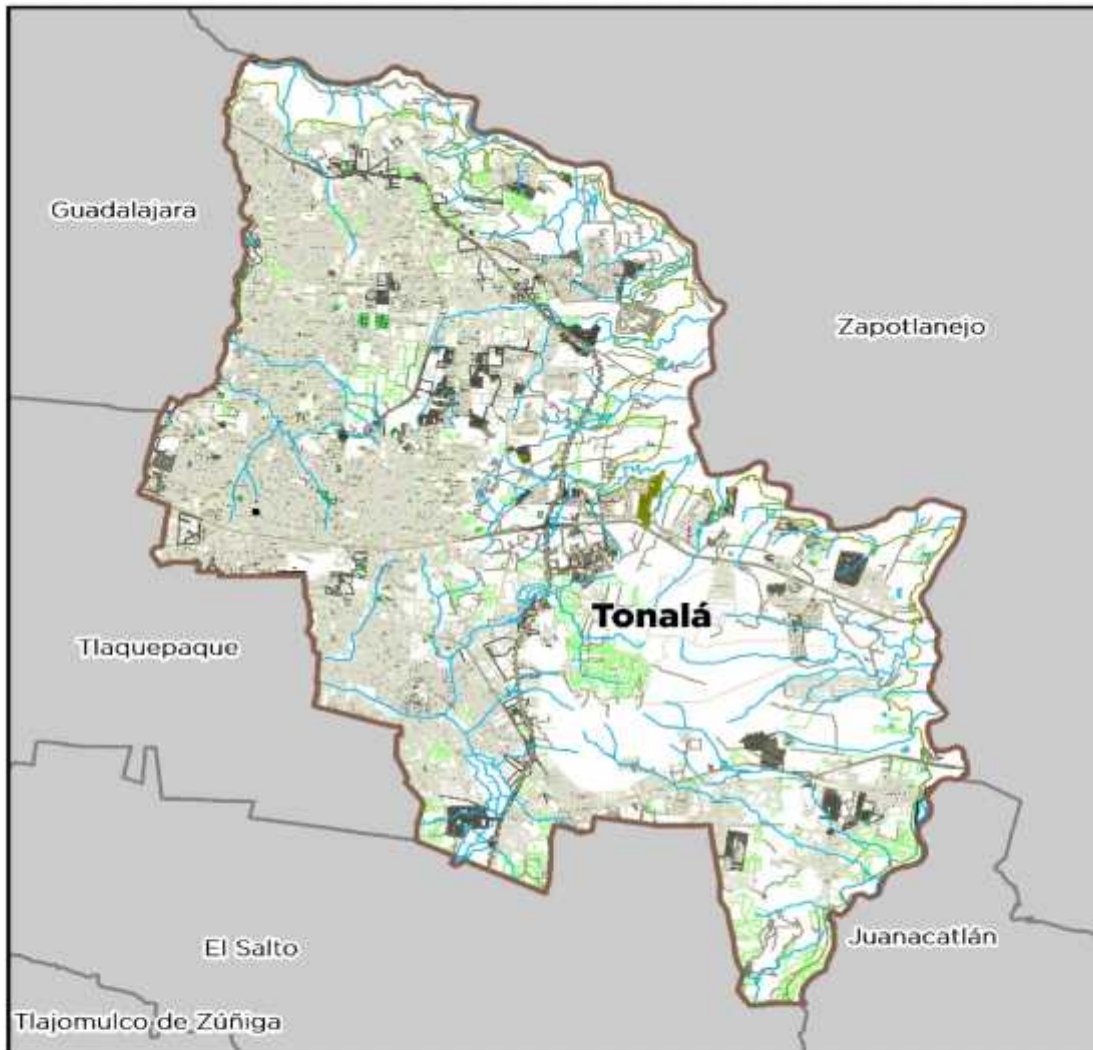 Guadalajara
Zapotlanejo
Tonalá
Tlaquepaque
Juanacatlán
El Salto
Tlajomulco de Zúñiga